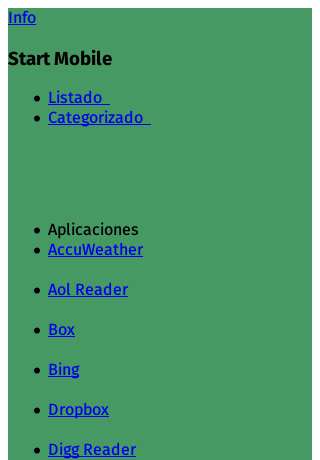 Info
Start Mobile
Listado
Categorizado
Aplicaciones
AccuWeather
Aol Reader
Box
Bing
Dropbox
Digg Reader